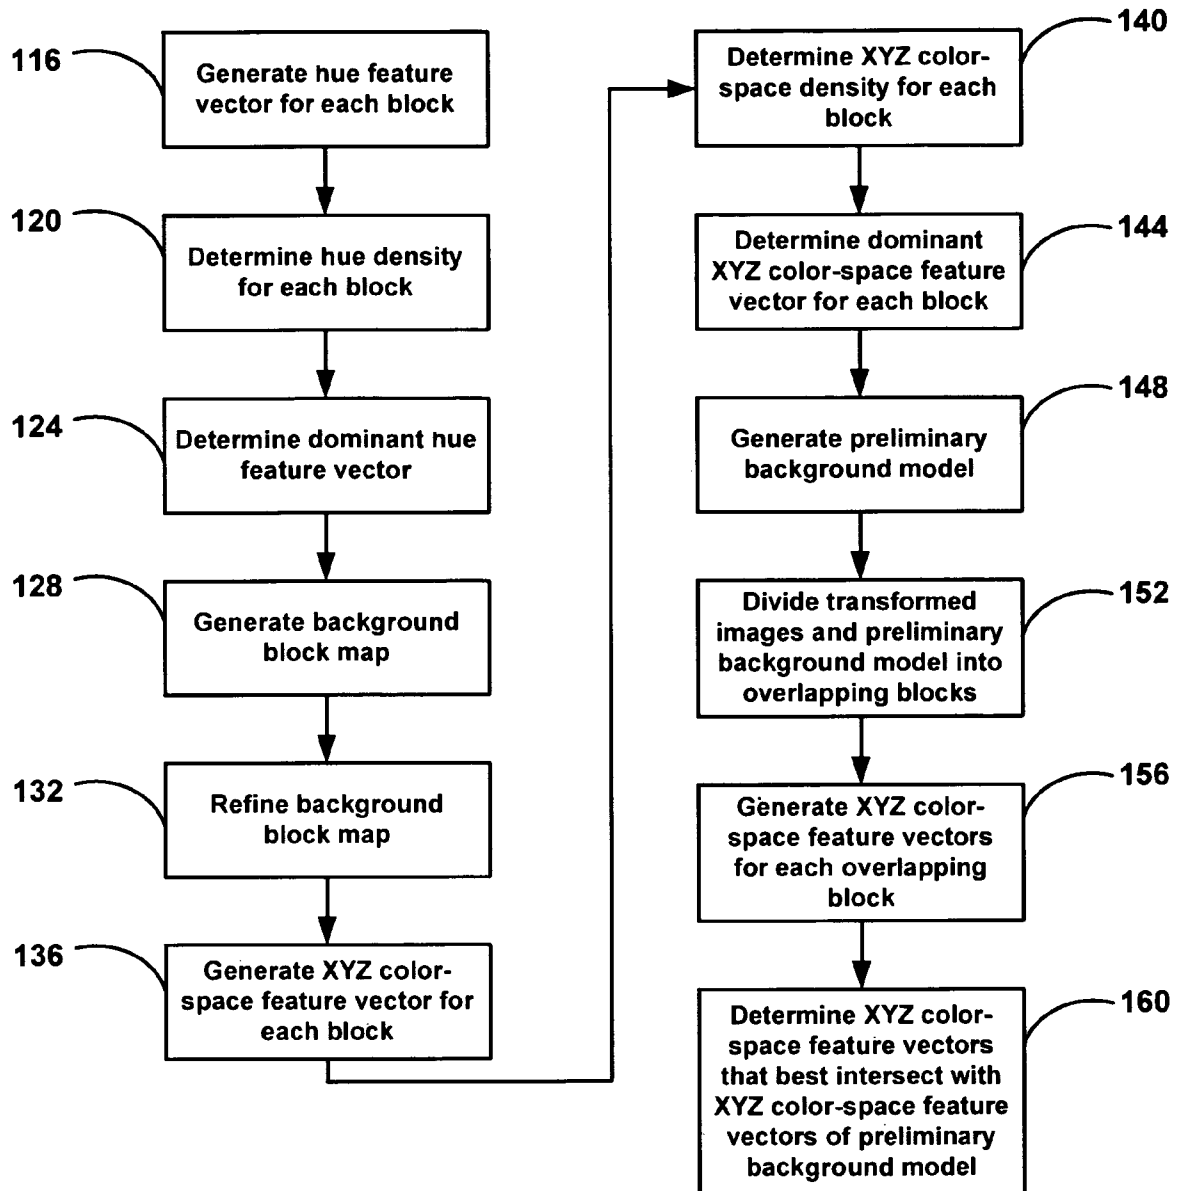 116
Generate hue feature
vector for each block
120
Determine hue density
for each block
124
Determine dominant hue
feature vector
128
Generate background
block map
132
Refine background
block map
136
Generate XYZ color-
space feature vector for
each block
140
Determine XYZ color-
space density for each
block
144
Determine dominant
XYZ color-space feature
vector for each block
148
Generate preliminary
background model
152
Divide transformed
images and preliminary
background model into
overlapping blocks
156
Generate XYZ color-
space feature vectors
for each overlapping
block
160
Determine XYZ color-
space feature vectors
that best intersect with
XYZ color-space feature
vectors of preliminary
background model